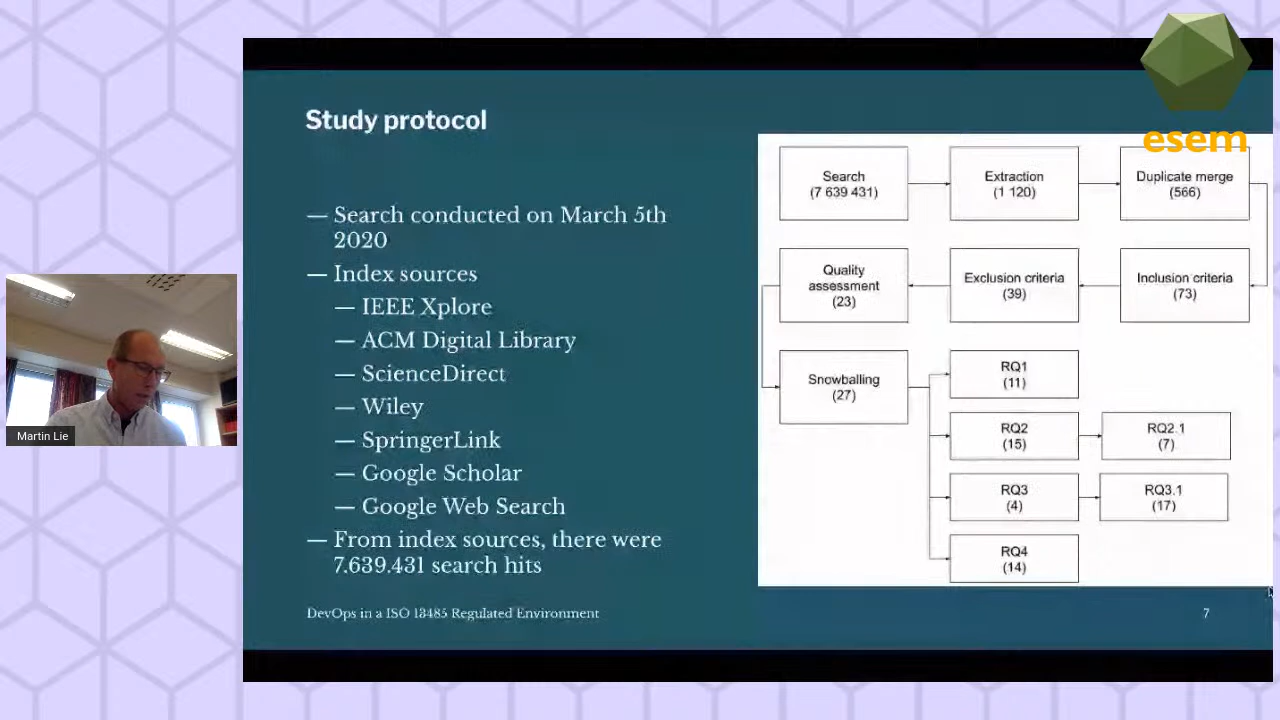 esem
Study protocol
— Search conducted on March 5th
2020
— Index sources
— IEEE Xplore
— ACM Digital Library
— ScienceDirect
— Wiley
— SpringerLink
— Google Scholar
— Google Web Search
— From index sources, there were
7.639.431 search hits
Search
(7 639 431)
Extraction
(1 120)
Duplicate merge
(566)
Inclusion criteria
(73)
Exclusion criteria
(39)
Quality
assessment
(23)
Snowballing
(27)
RQ1
(11)
RQ2
(15)
RQ2.1
(7)
RQ3
(4)
RQ3.1
(17)
RQ4
(14)
DevOps in a ISO 13485 Regulated Environment
7
Martin Lie